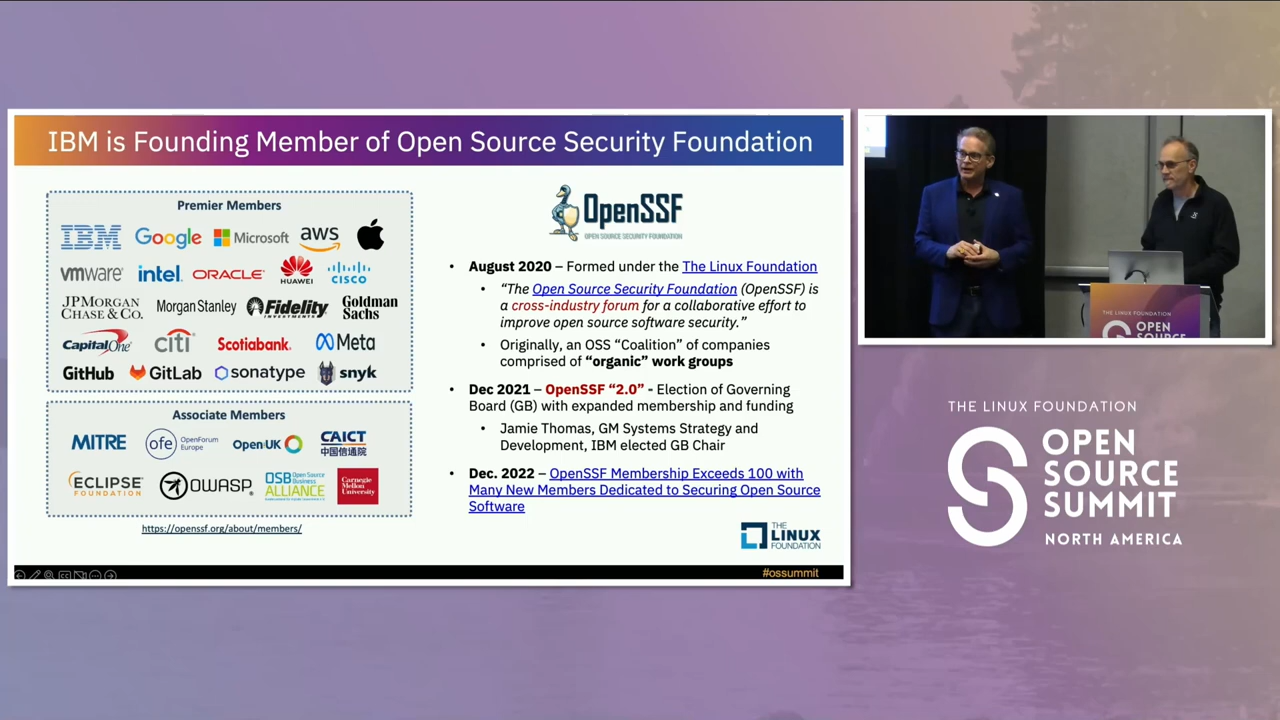 IBM is Founding Member of Open Source Security Foundation
Premier Members
IBM Google Microsoft aws
vmware intel. ORACLE HUAWEI CISCO
JPMORGAN CHASE & CO. Morgan Stanley Fidelity INVESTMENTS Goldman Sachs
Capital One citi Scotiabank Meta
GitHub GitLab sonatype snyk
Associate Members
MITRE ofe OpenForum Europe OpenUK CAICT 中国信通院
ECLIPSE FOUNDATION OWASP OSB Open Source Business ALLIANCE Carnegie Mellon University
https://openssf.org/about/members/
OpenSSF
OPEN SOURCE SECURITY FOUNDATION
• August 2020 – Formed under the The Linux Foundation
• “The Open Source Security Foundation (OpenSSF) is
a cross-industry forum for a collaborative effort to
improve open source software security.”
• Originally, an OSS “Coalition” of companies
comprised of “organic” work groups
• Dec 2021 – OpenSSF “2.0” - Election of Governing
Board (GB) with expanded membership and funding
• Jamie Thomas, GM Systems Strategy and
Development, IBM elected GB Chair
• Dec. 2022 – OpenSSF Membership Exceeds 100 with
Many New Members Dedicated to Securing Open Source
Software
THE
LINUX
FOUNDATION
#ossummit
THE LINUX FOUNDATION
OPEN
SOURCE
THE LINUX FOUNDATION
OPEN
SOURCE
SUMMIT
NORTH AMERICA